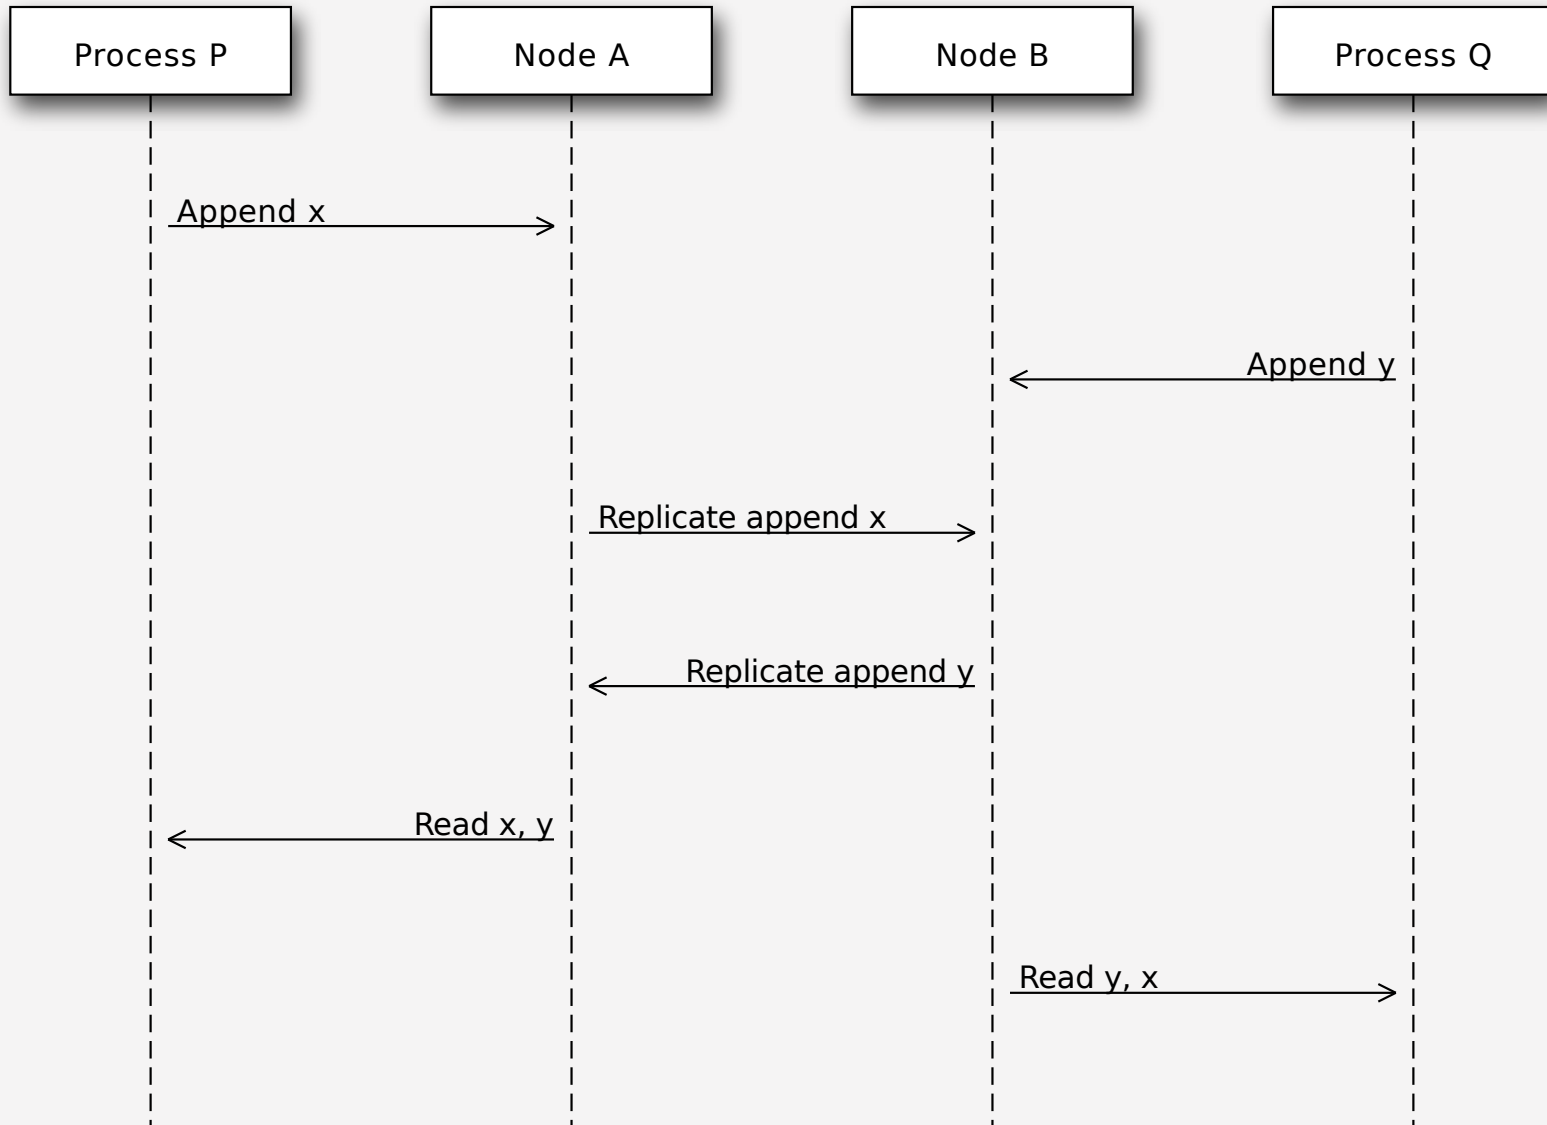 Process P
Node A
Node B
Process Q
Append x
Append y
Replicate append x
Replicate append y
Read x, y
Read y, x